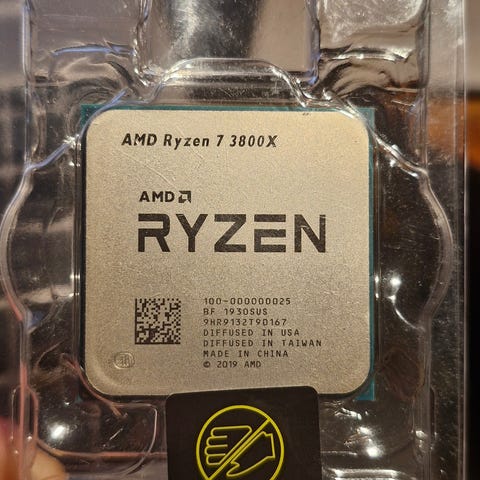 AMD Ryzen 7 3800X
AMD
RYZEN
100-000000025
BF 1930SUS
9HR9132T90167
DIFFUSED IN USA
DIFFUSED IN TAIWAN
MADE IN CHINA
© 2019 AMD